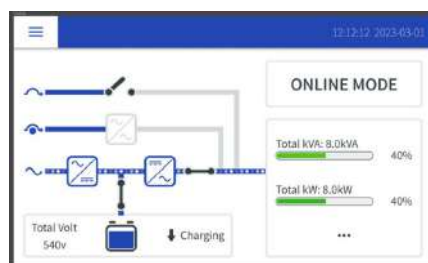 12:12:12 2023-03-01
ONLINE MODE
Total kVA: 8.0kVA
40%
Total kW: 8.0kW
40%
...
Total Volt
540v
Charging